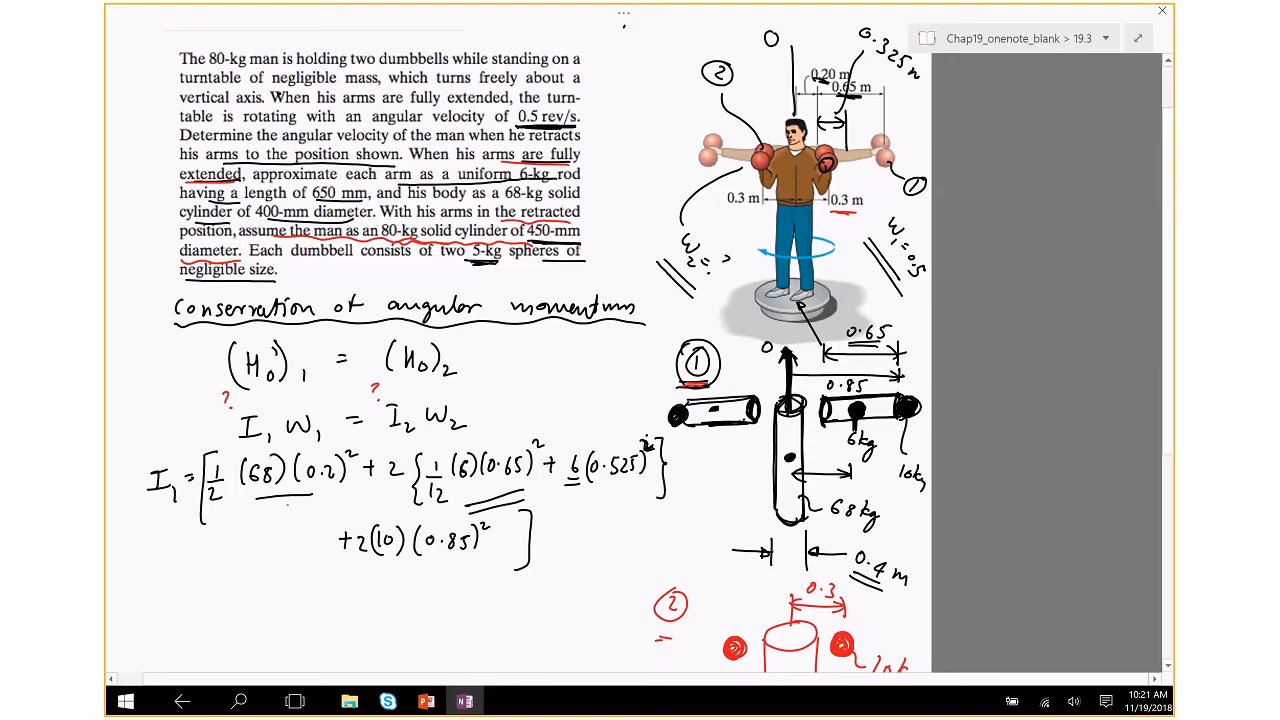 Chap19_onenote_blank > 19.3
The 80-kg man is holding two dumbbells while standing on a
turntable of negligible mass, which turns freely about a
vertical axis. When his arms are fully extended, the turn-
table is rotating with an angular velocity of 0.5 rev/s.
Determine the angular velocity of the man when he retracts
his arms to the position shown. When his arms are fully
extended, approximate each arm as a uniform 6-kg rod
having a length of 650 mm, and his body as a 68-kg solid
cylinder of 400-mm diameter. With his arms in the retracted
position, assume the man as an 80-kg solid cylinder of 450-mm
diameter. Each dumbbell consists of two 5-kg spheres of
negligible size.
O
0.325 m
2
0.20 m
0.65 m
1
0.3 m
0.3 m
ω₂ = ?
ω₁ = 0.5
Conservation of angular momentum
(H₀)₁ = (H₀)₂
? ?
I₁ ω₁ = I₂ ω₂
I₁ = [ 1/2 (68)(0.2)² + 2 { 1/12 (6)(0.65)² + 6 (0.525)² }
+ 2(10)(0.85)² ]
1
O
0.65
0.85
6kg
10kg
68kg
0.4 m
2
0.3
10:21 AM
11/19/2018